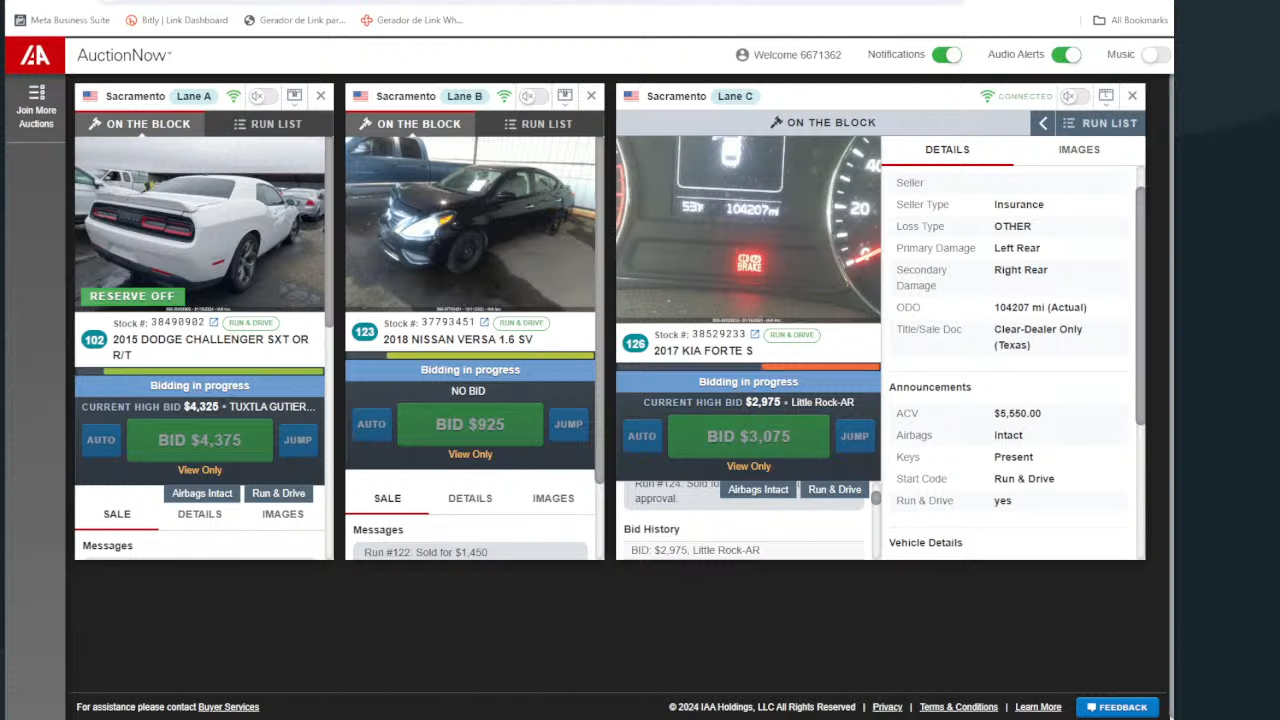 Meta Business Suite
Bitly | Link Dashboard
Gerador de Link par...
Gerador de Link Wh...
All Bookmarks
IAA
AuctionNow
Welcome 6671362
Notifications
Audio Alerts
Music
Join More
Auctions
Sacramento Lane A
ON THE BLOCK
RUN LIST
RESERVE OFF
102
Stock #: 38490902
RUN & DRIVE
2015 DODGE CHALLENGER SXT OR
R/T
Bidding in progress
CURRENT HIGH BID $4,325 • TUXTLA GUTIER...
AUTO
BID $4,375
JUMP
View Only
Airbags Intact
Run & Drive
SALE
DETAILS
IMAGES
Messages
Sacramento Lane B
ON THE BLOCK
RUN LIST
123
Stock #: 37793451
RUN & DRIVE
2018 NISSAN VERSA 1.6 SV
Bidding in progress
NO BID
AUTO
BID $925
JUMP
View Only
SALE
DETAILS
IMAGES
Messages
Run #122: Sold for $1,450
Sacramento Lane C
CONNECTED
ON THE BLOCK
RUN LIST
104207mi
40
20
BRAKE
126
Stock #: 38529233
RUN & DRIVE
2017 KIA FORTE S
Bidding in progress
CURRENT HIGH BID $2,975 • Little Rock-AR
AUTO
BID $3,075
JUMP
View Only
Run #124: Sold fo
approval.
Airbags Intact
Run & Drive
Bid History
BID: $2,975, Little Rock-AR
DETAILS
IMAGES
Seller
Seller Type Insurance
Loss Type OTHER
Primary Damage Left Rear
Secondary Right Rear
Damage
ODO 104207 mi (Actual)
Title/Sale Doc Clear-Dealer Only
(Texas)
Announcements
ACV $5,550.00
Airbags Intact
Keys Present
Start Code Run & Drive
Run & Drive yes
Vehicle Details
For assistance please contact Buyer Services
© 2024 IAA Holdings, LLC All Rights Reserved | Privacy | Terms & Conditions | Learn More
FEEDBACK